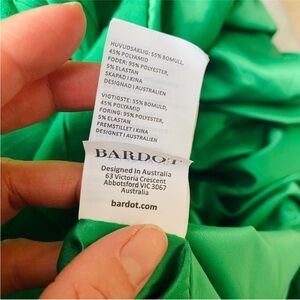 HUVUDSAKLIG: 55% BOMULL,
45% POLYAMID
FODER: 95% POLYESTER,
5% ELASTAN
SKAPAD I KINA
DESIGNAD I AUSTRALIEN
VIGTIGSTE: 55% BOMULD,
45% POLYAMID
FORING: 95% POLYESTER,
5% ELASTAN
FREMSTILLET I KINA
DESIGNET I AUSTRALIEN
BARDOT
Designed In Australia
63 Victoria Crescent
Abbotsford VIC 3067
Australia
bardot.com